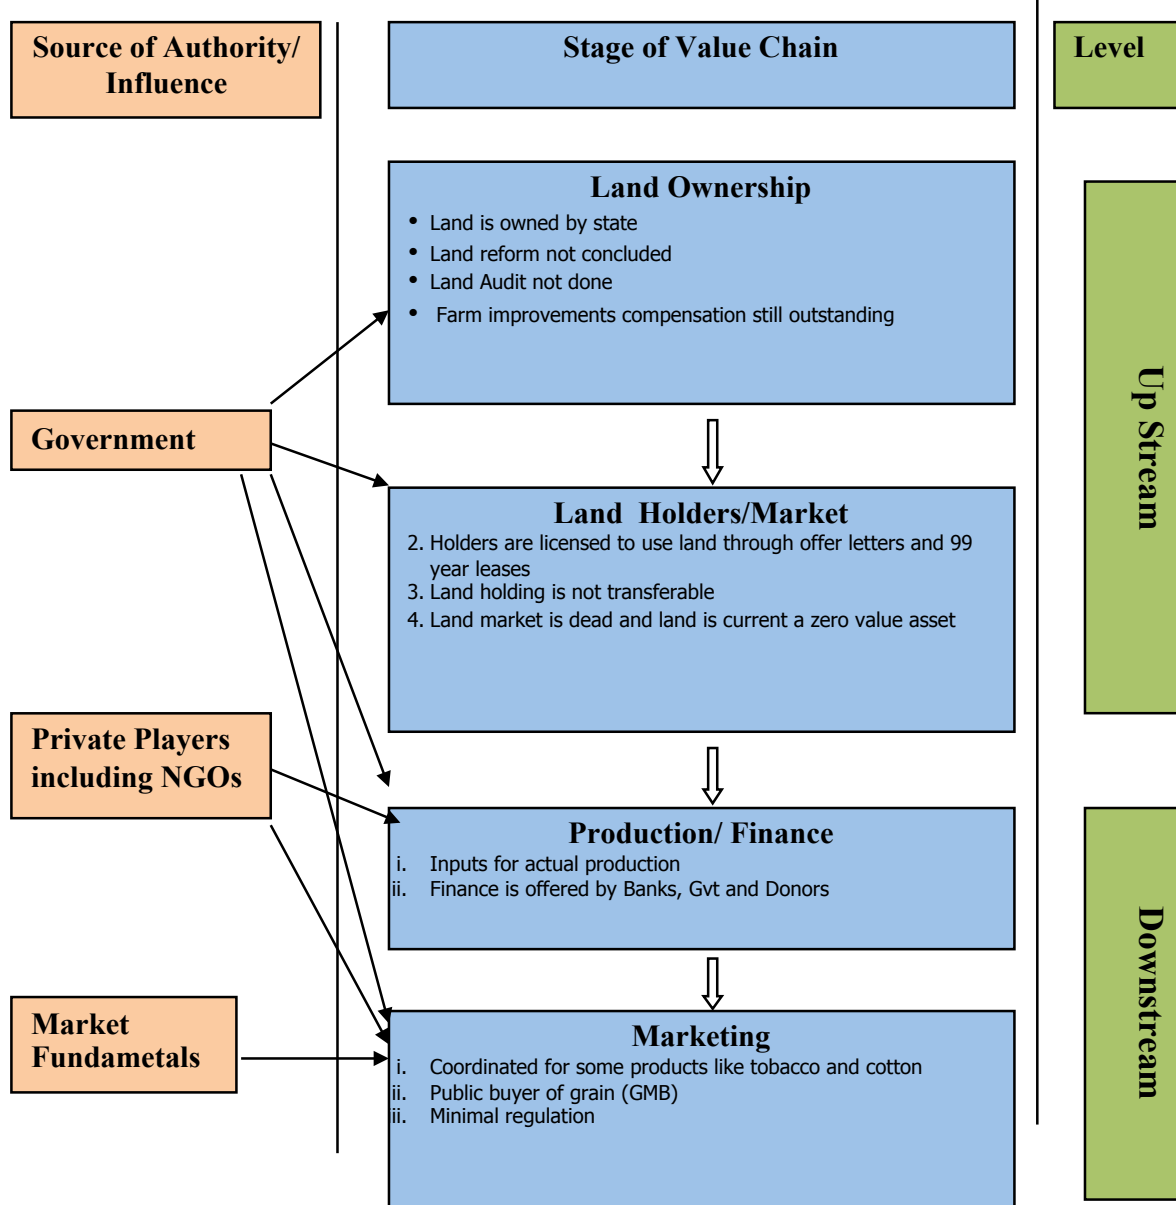 Source of Authority/
Influence
Stage of Value Chain
Level
Land Ownership
• Land is owned by state
• Land reform not concluded
• Land Audit not done
• Farm improvements compensation still outstanding
Government
Land Holders/Market
2. Holders are licensed to use land through offer letters and 99
year leases
3. Land holding is not transferable
4. Land market is dead and land is current a zero value asset
Up Stream
Private Players
including NGOs
Production/ Finance
i. Inputs for actual production
ii. Finance is offered by Banks, Gvt and Donors
Market
Fundametals
Marketing
i. Coordinated for some products like tobacco and cotton
ii. Public buyer of grain (GMB)
iii. Minimal regulation
Downstream